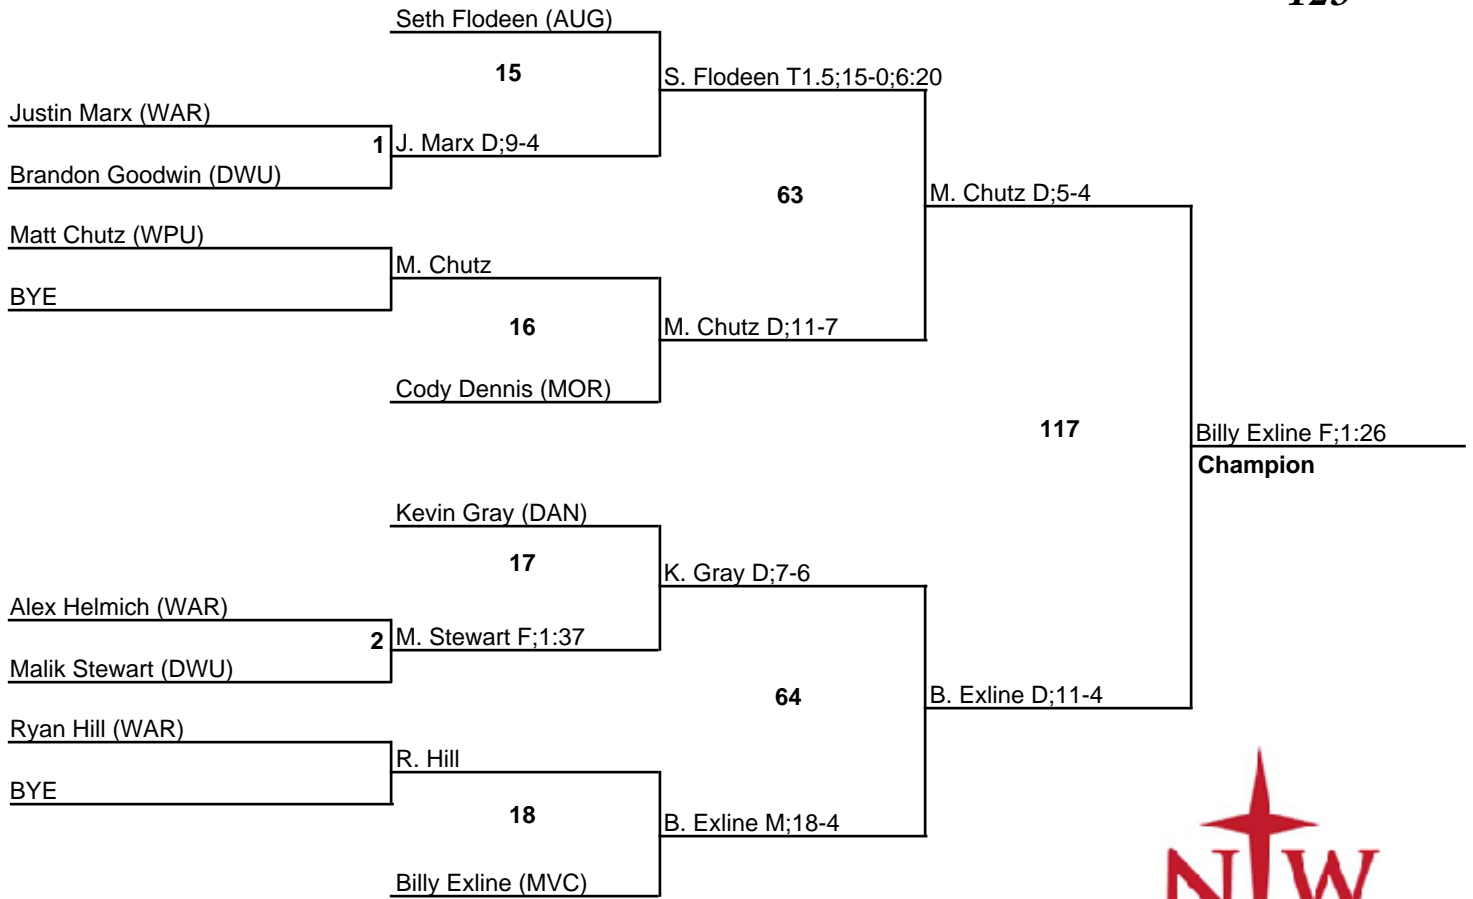 125
Seth Flodeen (AUG)
15
S. Flodeen T1.5;15-0;6:20
Justin Marx (WAR)
1
J. Marx D;9-4
Brandon Goodwin (DWU)
63
M. Chutz D;5-4
Matt Chutz (WPU)
M. Chutz
BYE
16
M. Chutz D;11-7
Cody Dennis (MOR)
117
Billy Exline F;1:26
Champion
Kevin Gray (DAN)
17
K. Gray D;7-6
Alex Helmich (WAR)
2
M. Stewart F;1:37
Malik Stewart (DWU)
64
B. Exline D;11-4
Ryan Hill (WAR)
R. Hill
BYE
18
B. Exline M;18-4
Billy Exline (MVC)
NW